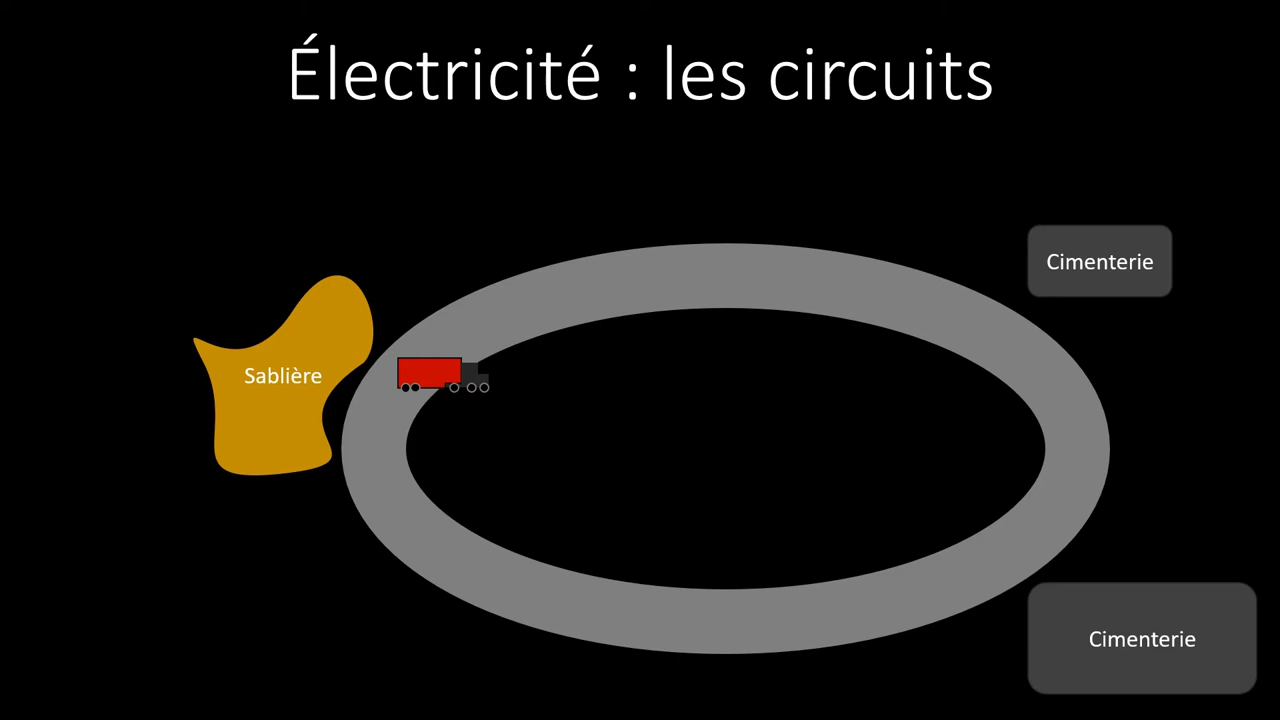 Électricité : les circuits
Cimenterie
Sablière
Cimenterie